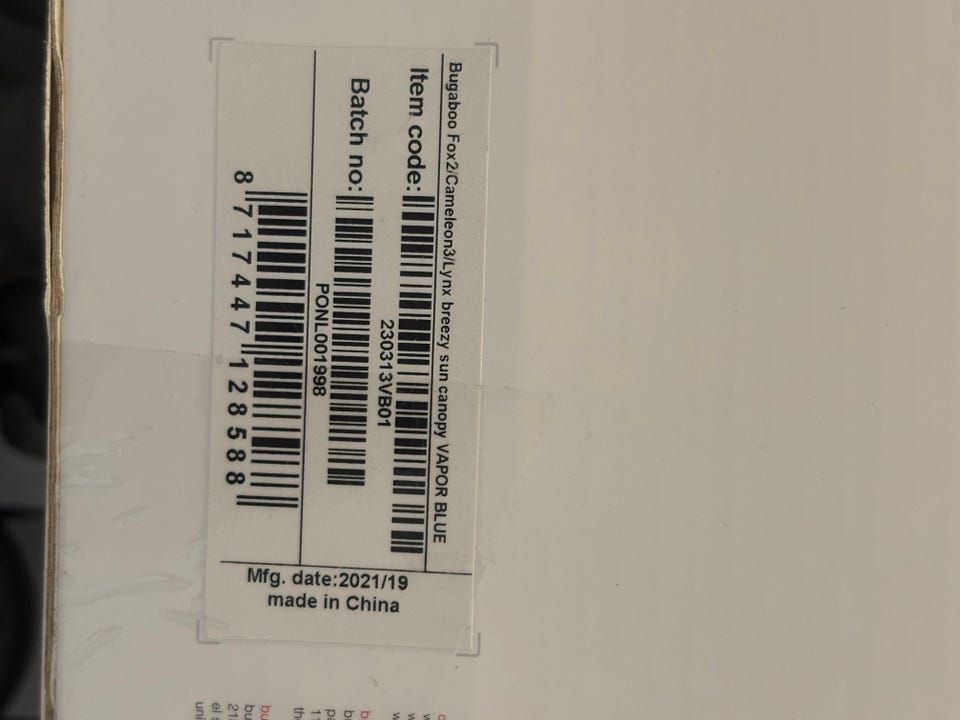 Bugaboo Fox2/Cameleon3/Lynx breezy sun canopy VAPOR BLUE
Item code:
230313VB01
Batch no:
PONL001998
8 717447 128588
Mfg. date:2021/19
made in China